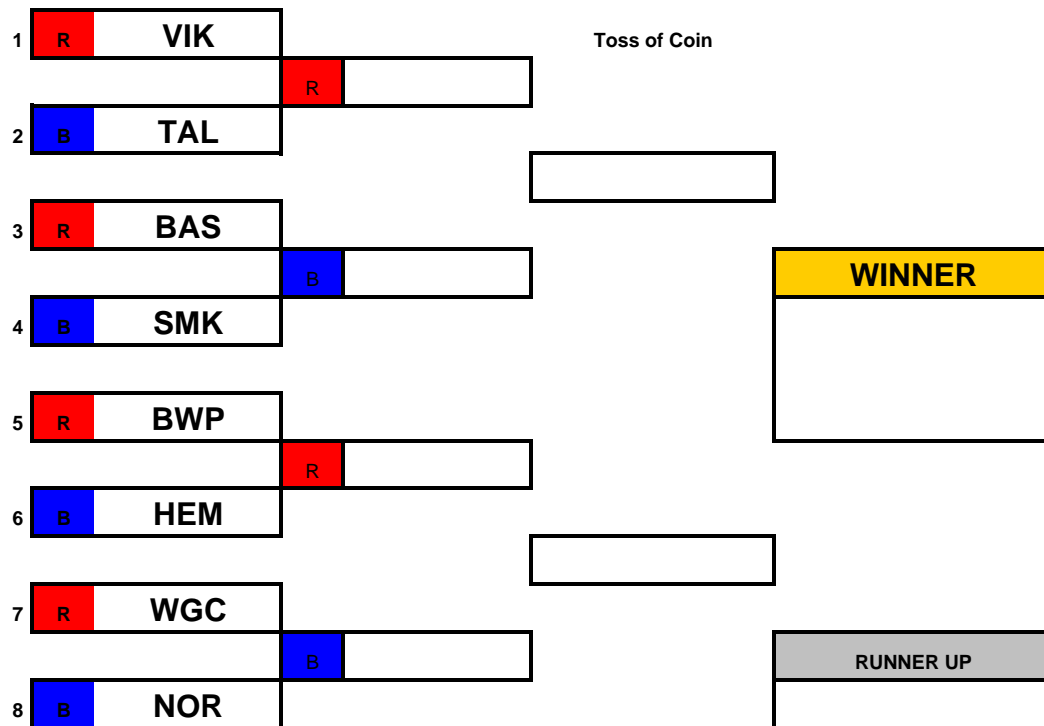 1 R VIK Toss of Coin
R
2 B TAL
3 R BAS
B WINNER
4 B SMK
5 R BWP
R
6 B HEM
7 R WGC
B RUNNER UP
8 B NOR